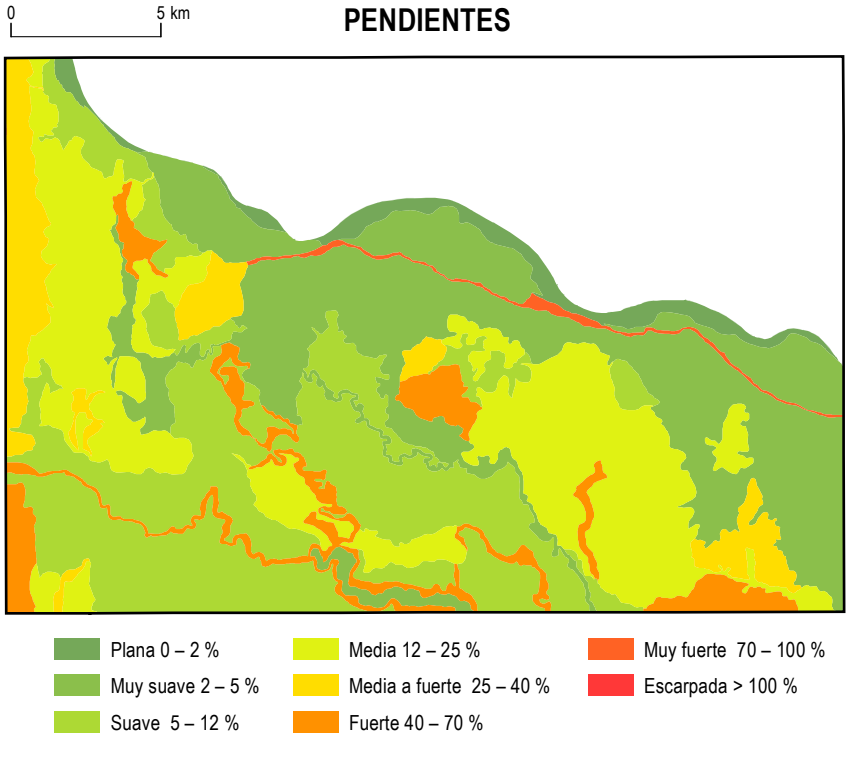 0 5 km
PENDIENTES
Plana 0 – 2 %
Muy suave 2 – 5 %
Suave 5 – 12 %
Media 12 – 25 %
Media a fuerte 25 – 40 %
Fuerte 40 – 70 %
Muy fuerte 70 – 100 %
Escarpada > 100 %